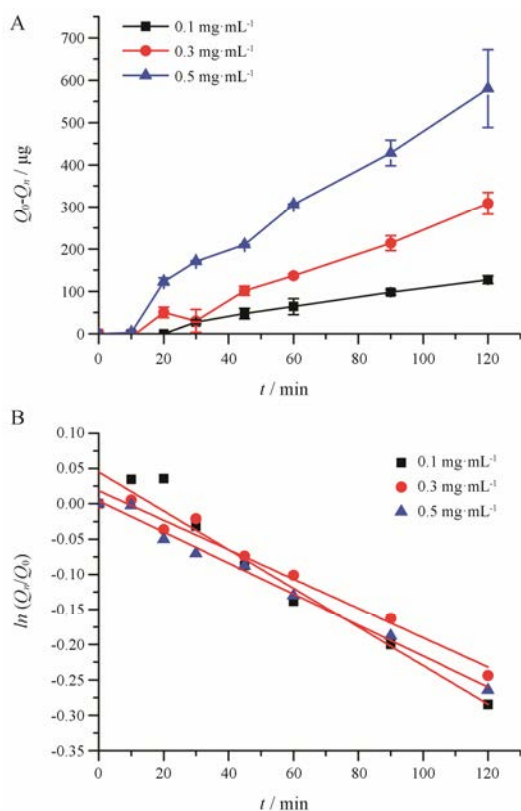 A
0.1 mg·mL⁻¹
0.3 mg·mL⁻¹
0.5 mg·mL⁻¹
700
600
500
400
300
200
100
0
Q₀-Qₙ / μg
0 20 40 60 80 100 120
t / min
B
0.1 mg·mL⁻¹
0.3 mg·mL⁻¹
0.5 mg·mL⁻¹
0.10
0.05
0.00
-0.05
-0.10
-0.15
-0.20
-0.25
-0.30
-0.35
ln (Qₙ/Q₀)
0 20 40 60 80 100 120
t / min